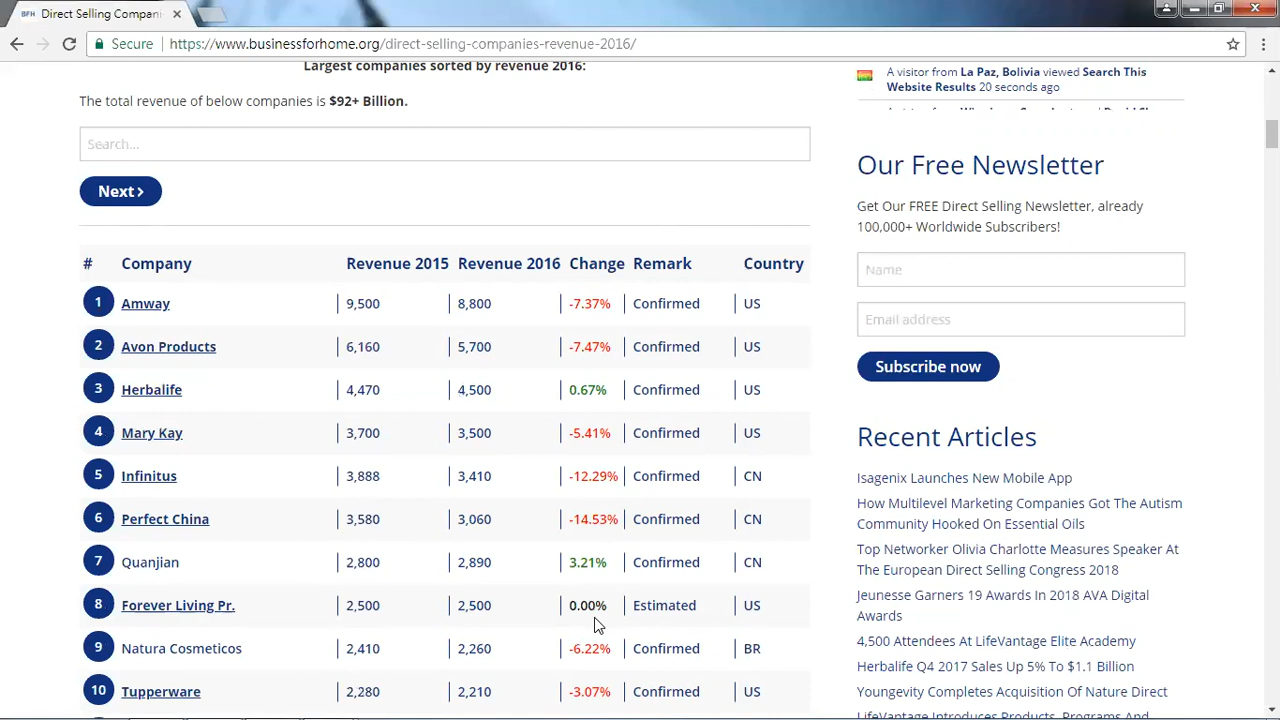 BFH Direct Selling Compani
Secure https://www.businessforhome.org/direct-selling-companies-revenue-2016/
Largest companies sorted by revenue 2016:
The total revenue of below companies is $92+ Billion.
Search...
Next
# Company Revenue 2015 Revenue 2016 Change Remark Country
1 Amway 9,500 8,800 -7.37% Confirmed US
2 Avon Products 6,160 5,700 -7.47% Confirmed US
3 Herbalife 4,470 4,500 0.67% Confirmed US
4 Mary Kay 3,700 3,500 -5.41% Confirmed US
5 Infinitus 3,888 3,410 -12.29% Confirmed CN
6 Perfect China 3,580 3,060 -14.53% Confirmed CN
7 Quanjian 2,800 2,890 3.21% Confirmed CN
8 Forever Living Pr. 2,500 2,500 0.00% Estimated US
9 Natura Cosmeticos 2,410 2,260 -6.22% Confirmed BR
10 Tupperware 2,280 2,210 -3.07% Confirmed US
A visitor from La Paz, Bolivia viewed Search This
Website Results 20 seconds ago
Our Free Newsletter
Get Our FREE Direct Selling Newsletter, already
100,000+ Worldwide Subscribers!
Name
Email address
Subscribe now
Recent Articles
Isagenix Launches New Mobile App
How Multilevel Marketing Companies Got The Autism
Community Hooked On Essential Oils
Top Networker Olivia Charlotte Measures Speaker At
The European Direct Selling Congress 2018
Jeunesse Garners 19 Awards In 2018 AVA Digital
Awards
4,500 Attendees At LifeVantage Elite Academy
Herbalife Q4 2017 Sales Up 5% To $1.1 Billion
Youngevity Completes Acquisition Of Nature Direct
LifeVantage Introduces Products, Programs And